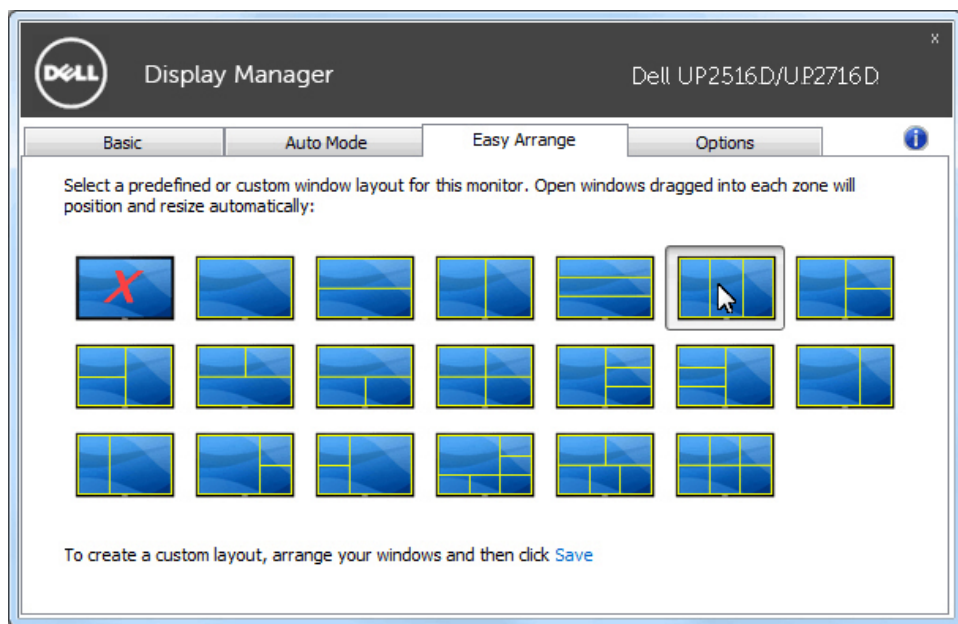 DELL
Display Manager
Dell UP2516D/UP2716D
x
Basic
Auto Mode
Easy Arrange
Options
i
Select a predefined or custom window layout for this monitor. Open windows dragged into each zone will
position and resize automatically:
X
To create a custom layout, arrange your windows and then click Save